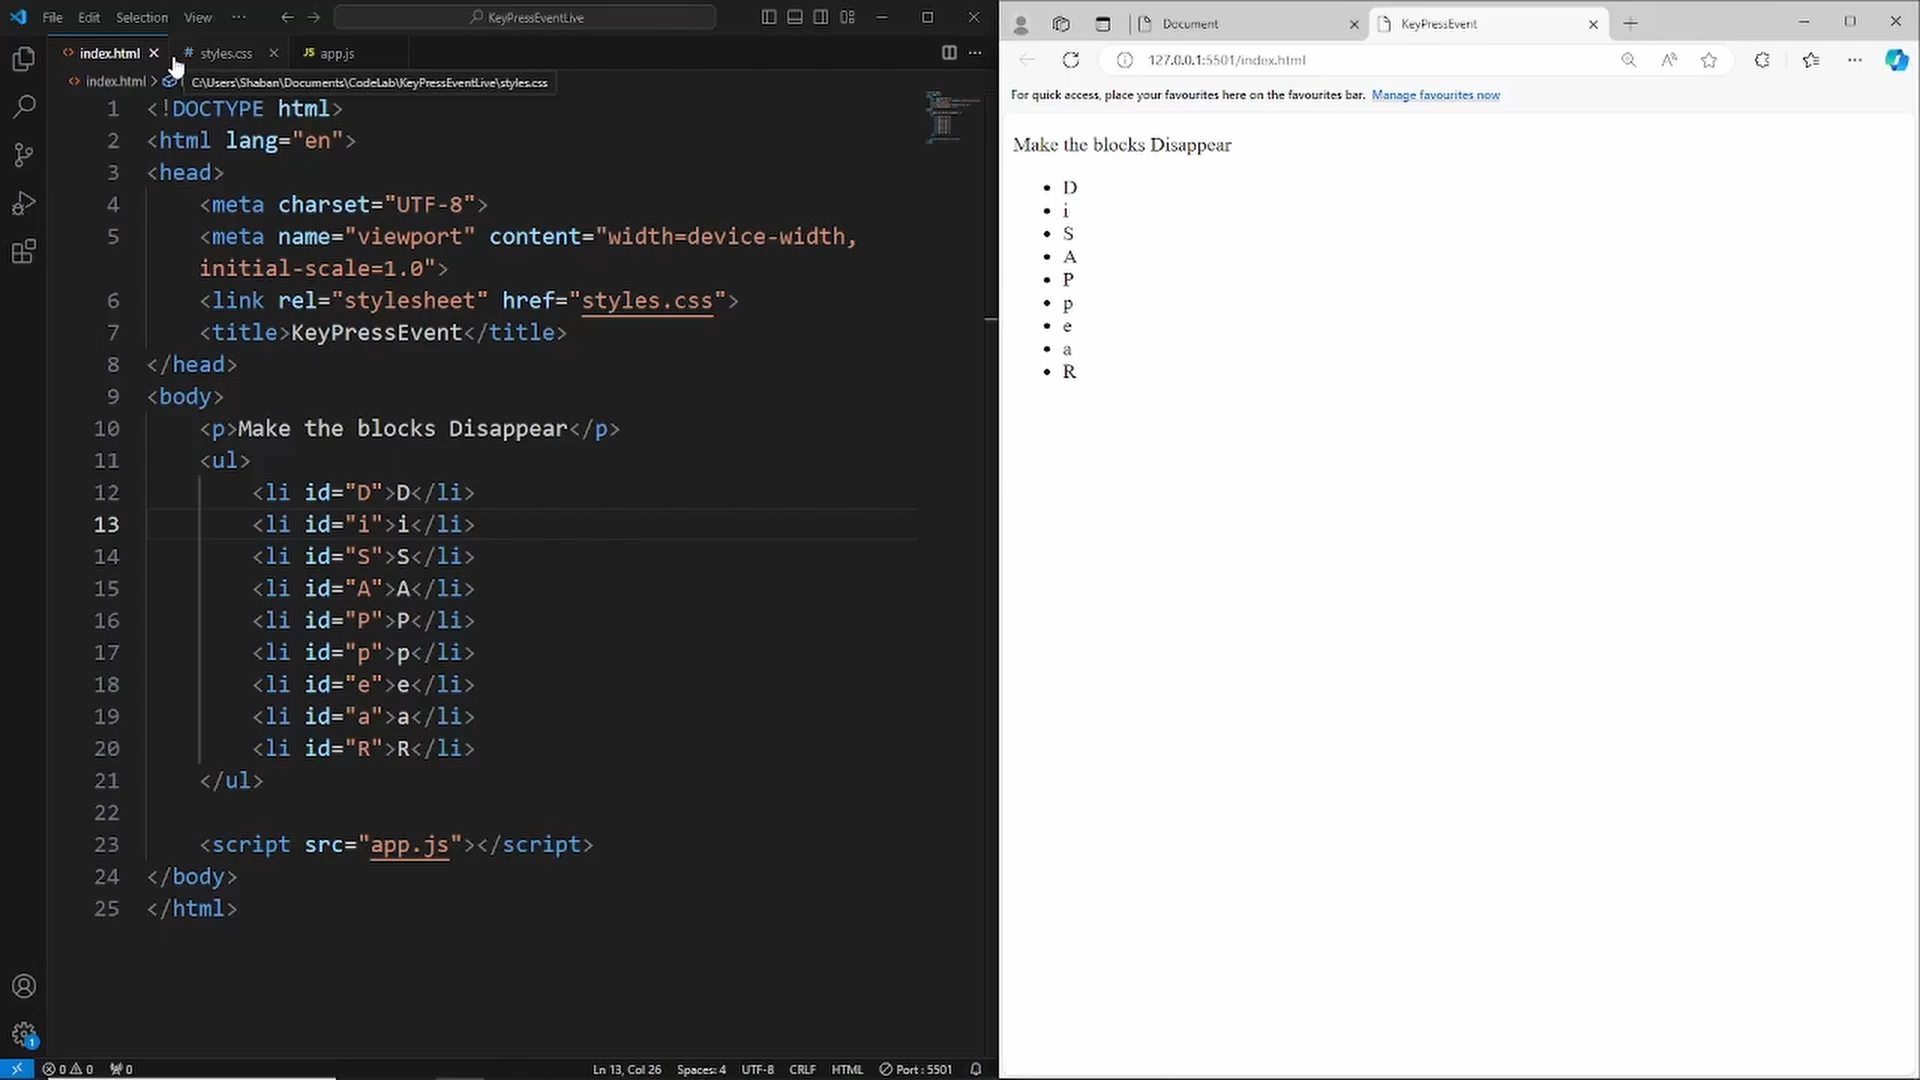 File Edit Selection View ··· KeyPressEventLive
index.html styles.css app.js
index.html > C:\Users\Shaban\Documents\CodeLab\KeyPressEventLive\styles.css
1 <!DOCTYPE html>
2 <html lang="en">
3 <head>
4 <meta charset="UTF-8">
5 <meta name="viewport" content="width=device-width,
initial-scale=1.0">
6 <link rel="stylesheet" href="styles.css">
7 <title>KeyPressEvent</title>
8 </head>
9 <body>
10 <p>Make the blocks Disappear</p>
11 <ul>
12 <li id="D">D</li>
13 <li id="i">i</li>
14 <li id="S">S</li>
15 <li id="A">A</li>
16 <li id="P">P</li>
17 <li id="p">p</li>
18 <li id="e">e</li>
19 <li id="a">a</li>
20 <li id="R">R</li>
21 </ul>
22
23 <script src="app.js"></script>
24 </body>
25 </html>
0 0 0 Ln 13, Col 26 Spaces: 4 UTF-8 CRLF HTML Port : 5501
1
Document KeyPressEvent
127.0.0.1:5501/index.html
For quick access, place your favourites here on the favourites bar. Manage favourites now
Make the blocks Disappear
• D
• i
• S
• A
• P
• p
• e
• a
• R